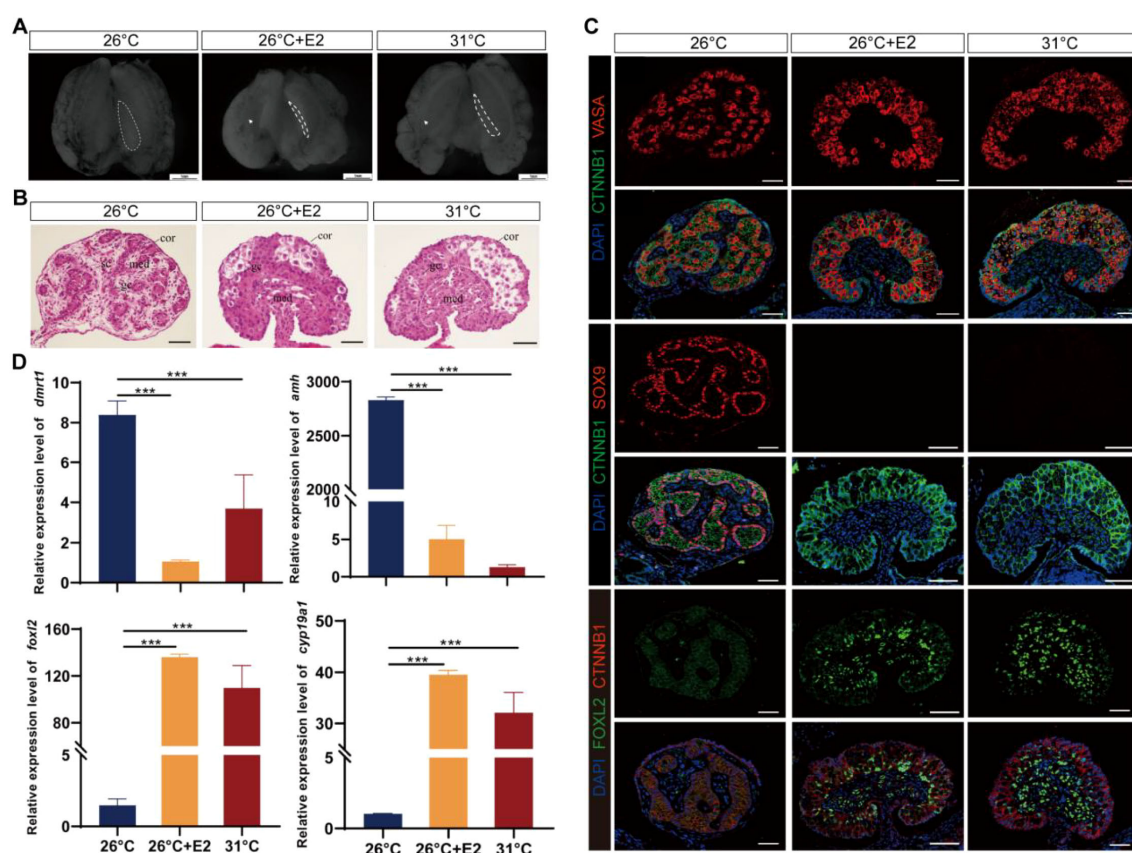 A
26°C
26°C+E2
31°C
B
26°C
26°C+E2
31°C
cor
sc
med
gc
cor
gs
med
cor
gc
med
C
26°C
26°C+E2
31°C
DAPI CTNNB1 VASA
DAPI CTNNB1 SOX9
DAPI FOXL2 CTNNB1
D
Relative expression level of dmrt1
10
8
6
4
2
0
***
***
Relative expression level of amh
3000
2500
2000
10
5
0
***
***
Relative expression level of foxl2
160
120
80
5
0
***
***
26°C
26°C+E2
31°C
Relative expression level of cyp19a1
50
40
30
5
0
***
***
26°C
26°C+E2
31°C